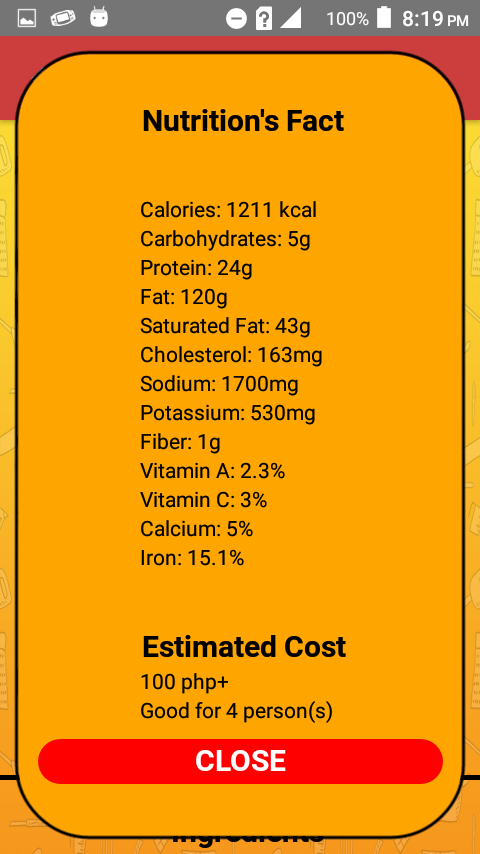 100% 8:19 PM
Nutrition's Fact
Calories: 1211 kcal
Carbohydrates: 5g
Protein: 24g
Fat: 120g
Saturated Fat: 43g
Cholesterol: 163mg
Sodium: 1700mg
Potassium: 530mg
Fiber: 1g
Vitamin A: 2.3%
Vitamin C: 3%
Calcium: 5%
Iron: 15.1%
Estimated Cost
100 php+
Good for 4 person(s)
CLOSE
Ingredients